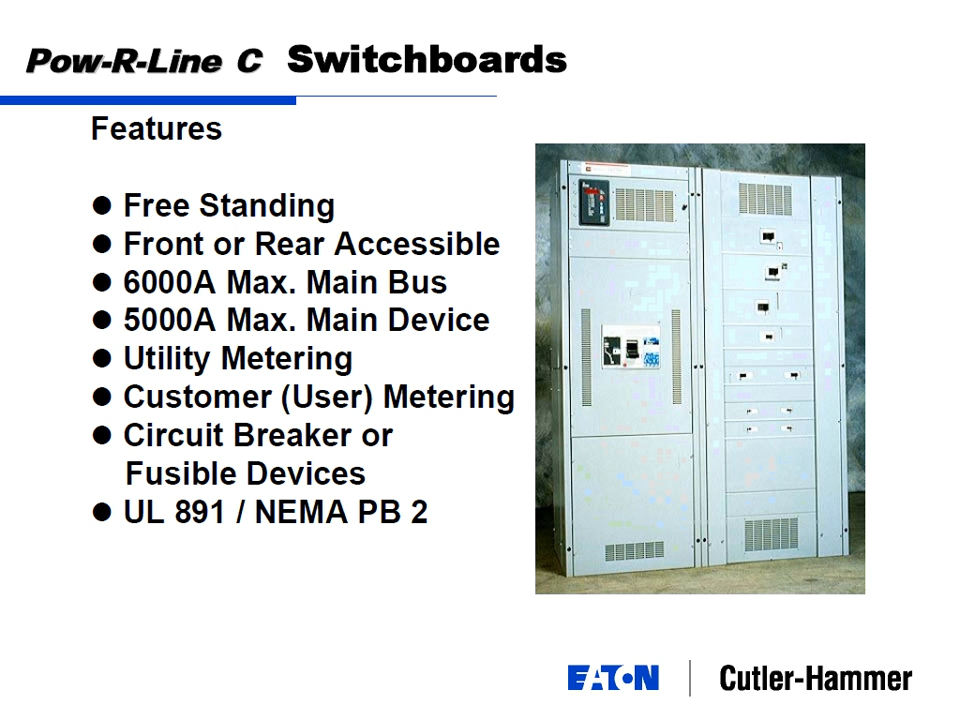 Pow-R-Line C Switchboards
Features
● Free Standing
● Front or Rear Accessible
● 6000A Max. Main Bus
● 5000A Max. Main Device
● Utility Metering
● Customer (User) Metering
● Circuit Breaker or
Fusible Devices
● UL 891 / NEMA PB 2
EATON | Cutler-Hammer